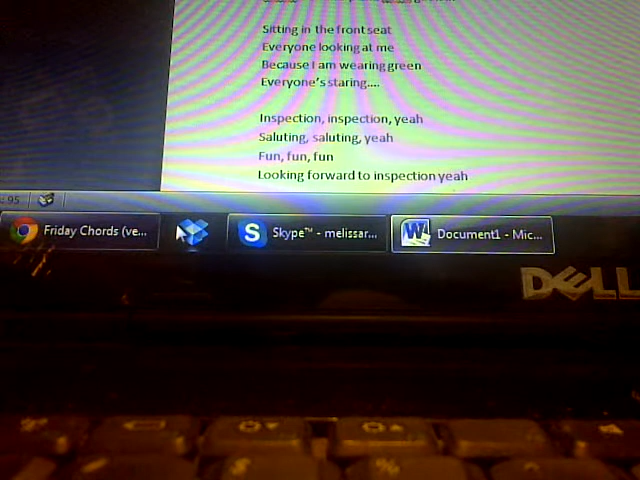 Sitting in the front seat
Everyone looking at me
Because I am wearing green
Everyone's staring....
Inspection, inspection, yeah
Saluting, saluting, yeah
Fun, fun, fun
Looking forward to inspection yeah
: 95
Friday Chords (ve...
Skype™ - melissar...
Document1 - Mic...
DELL